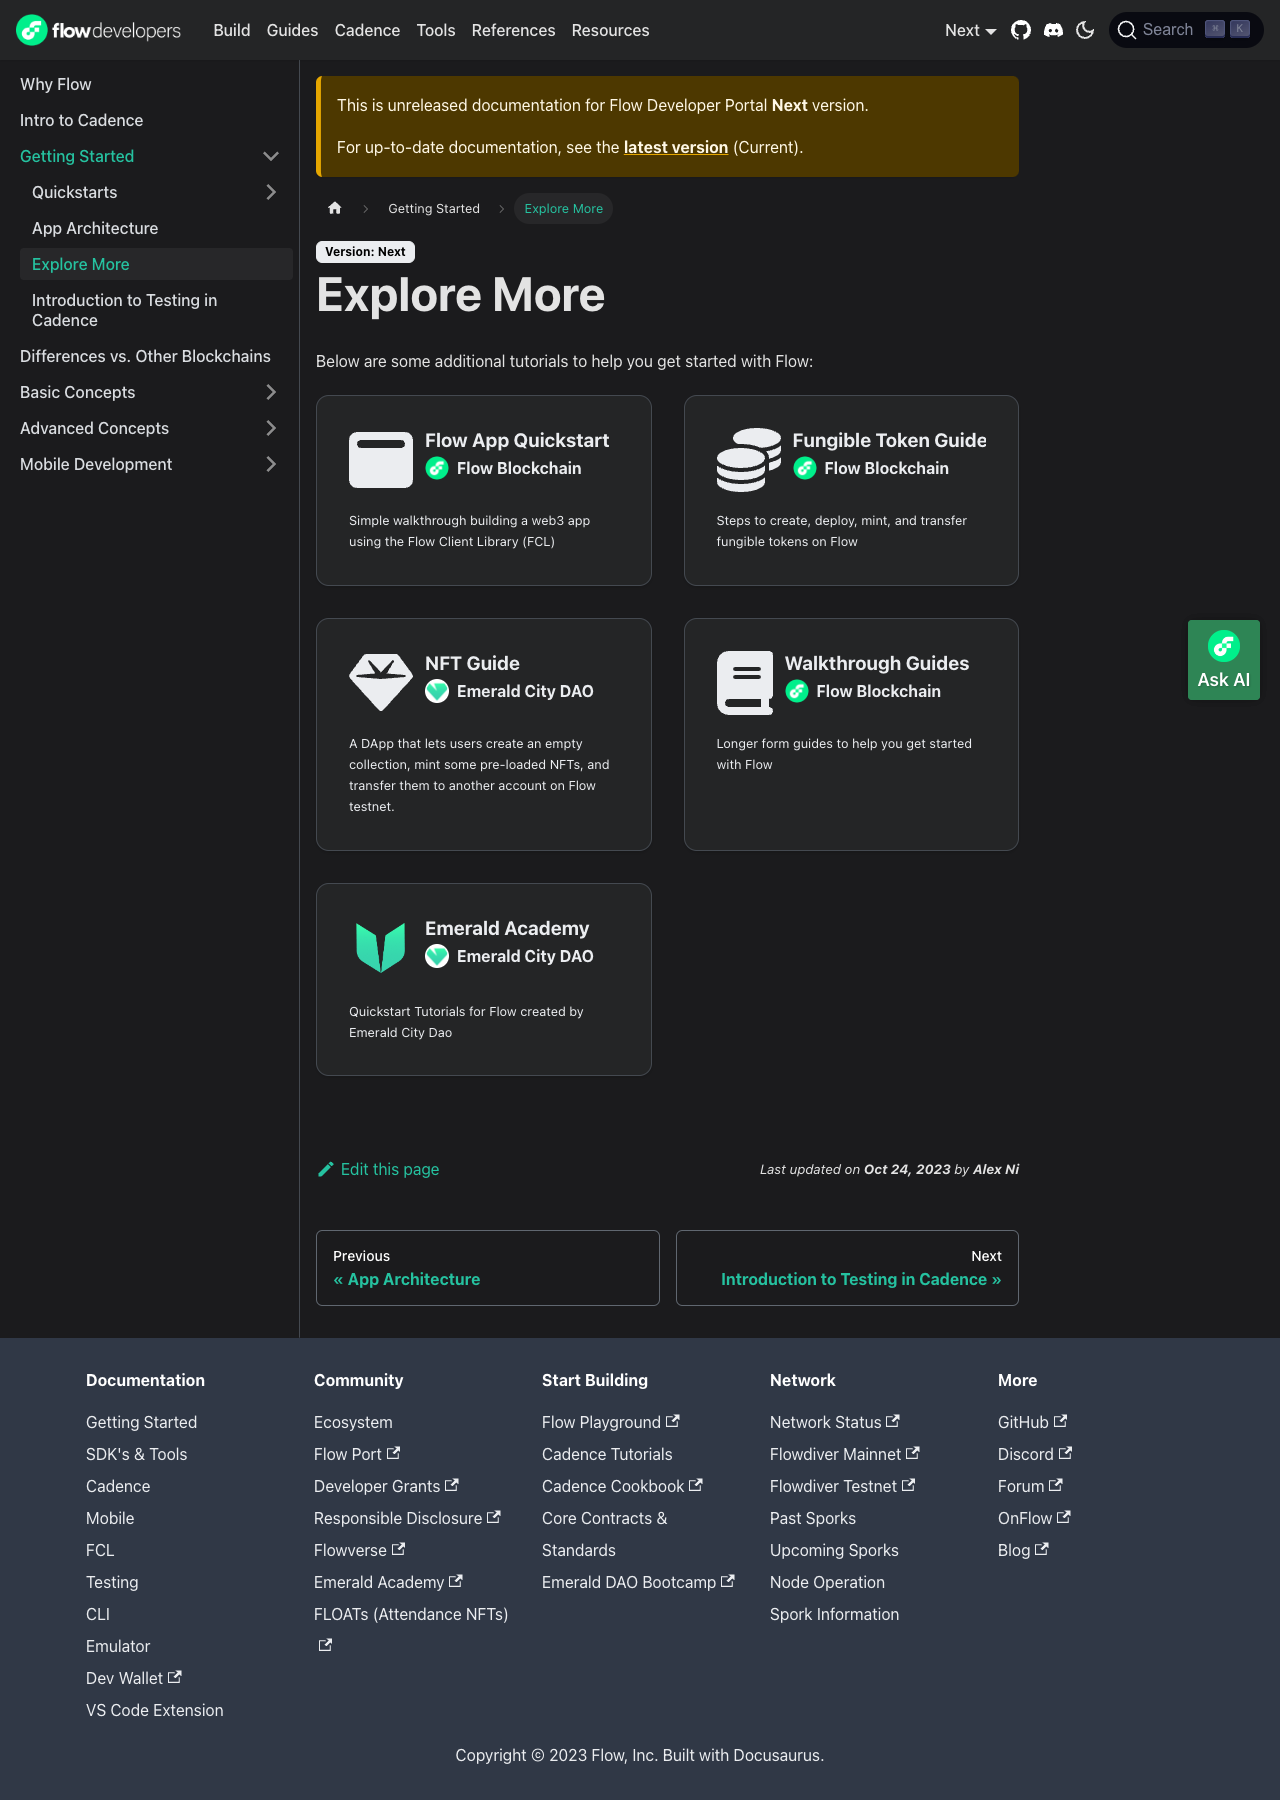 flowdevelopers
Build
Guides
Cadence
Tools
References
Resources
Next
Search
⌘ K
Why Flow
Intro to Cadence
Getting Started
Quickstarts
App Architecture
Explore More
Introduction to Testing in
Cadence
Differences vs. Other Blockchains
Basic Concepts
Advanced Concepts
Mobile Development
This is unreleased documentation for Flow Developer Portal Next version.
For up-to-date documentation, see the latest version (Current).
Getting Started
Explore More
Version: Next
Explore More
Below are some additional tutorials to help you get started with Flow:
Flow App Quickstart
Flow Blockchain
Simple walkthrough building a web3 app
using the Flow Client Library (FCL)
Fungible Token Guide
Flow Blockchain
Steps to create, deploy, mint, and transfer
fungible tokens on Flow
NFT Guide
Emerald City DAO
A DApp that lets users create an empty
collection, mint some pre-loaded NFTs, and
transfer them to another account on Flow
testnet.
Walkthrough Guides
Flow Blockchain
Longer form guides to help you get started
with Flow
Emerald Academy
Emerald City DAO
Quickstart Tutorials for Flow created by
Emerald City Dao
Ask AI
Edit this page
Last updated on Oct 24, 2023 by Alex Ni
Previous
« App Architecture
Next
Introduction to Testing in Cadence »
Documentation
Getting Started
SDK's & Tools
Cadence
Mobile
FCL
Testing
CLI
Emulator
Dev Wallet
VS Code Extension
Community
Ecosystem
Flow Port
Developer Grants
Responsible Disclosure
Flowverse
Emerald Academy
FLOATs (Attendance NFTs)
Start Building
Flow Playground
Cadence Tutorials
Cadence Cookbook
Core Contracts &
Standards
Emerald DAO Bootcamp
Network
Network Status
Flowdiver Mainnet
Flowdiver Testnet
Past Sporks
Upcoming Sporks
Node Operation
Spork Information
More
GitHub
Discord
Forum
OnFlow
Blog
Copyright © 2023 Flow, Inc. Built with Docusaurus.